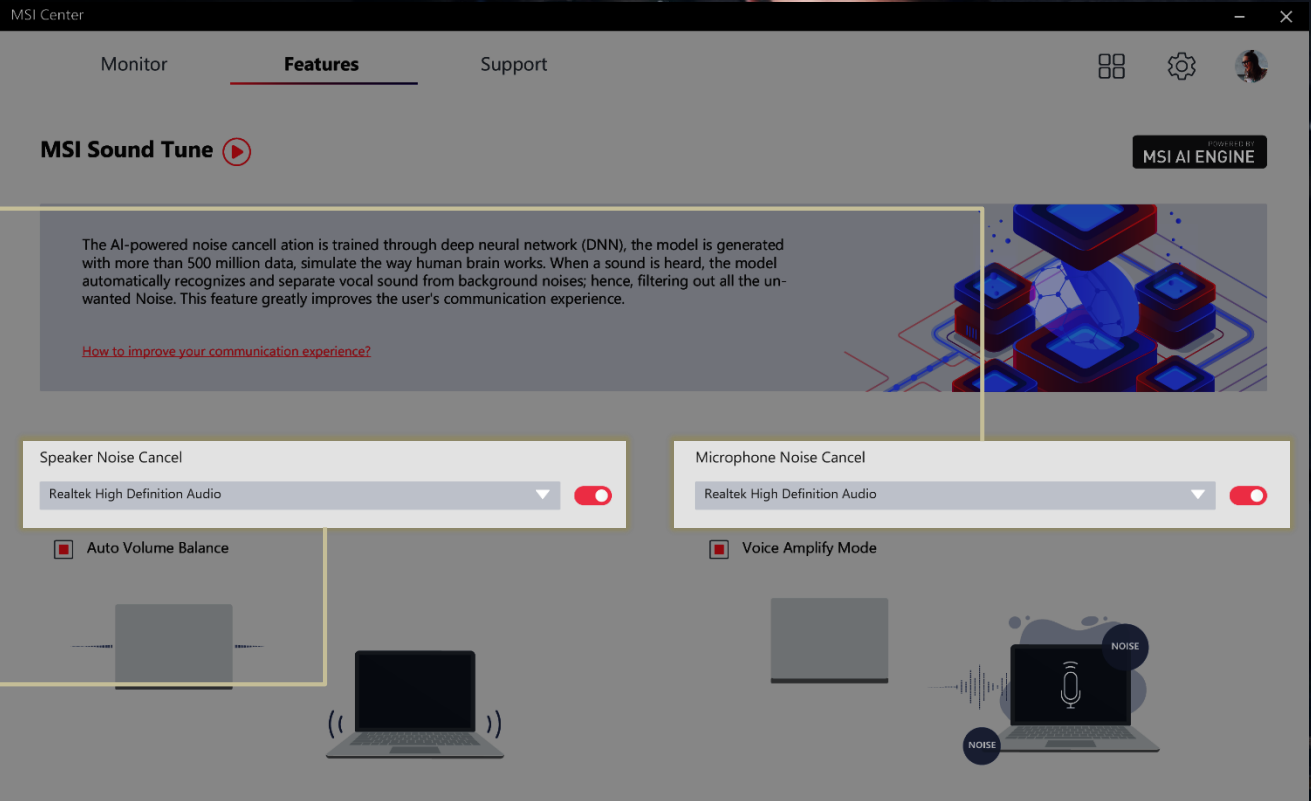 MSI Center
Monitor
Features
Support
MSI Sound Tune
POWERED BY
MSI AI ENGINE
The AI-powered noise cancell ation is trained through deep neural network (DNN), the model is generated
with more than 500 million data, simulate the way human brain works. When a sound is heard, the model
automatically recognizes and separate vocal sound from background noises; hence, filtering out all the un-
wanted Noise. This feature greatly improves the user's communication experience.
How to improve your communication experience?
Speaker Noise Cancel
Realtek High Definition Audio
Auto Volume Balance
Microphone Noise Cancel
Realtek High Definition Audio
Voice Amplify Mode
NOISE
NOISE